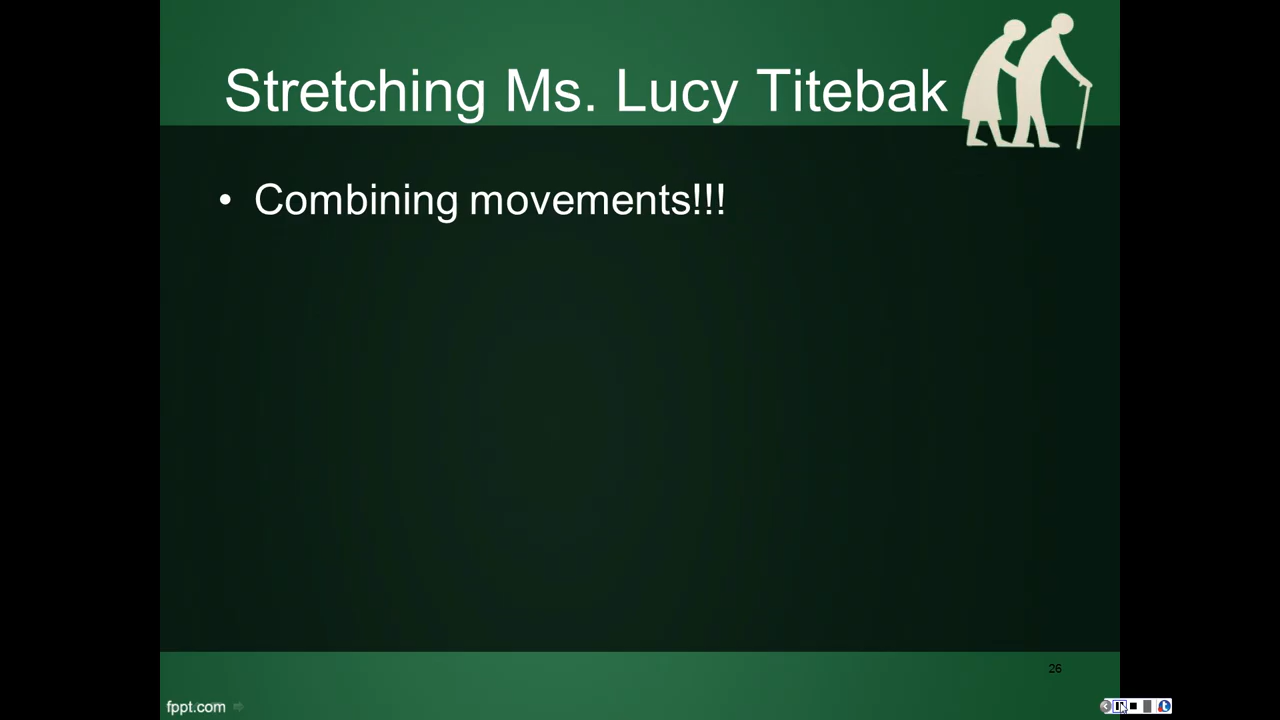 Stretching Ms. Lucy Titebak
• Combining movements!!!
26
fppt.com